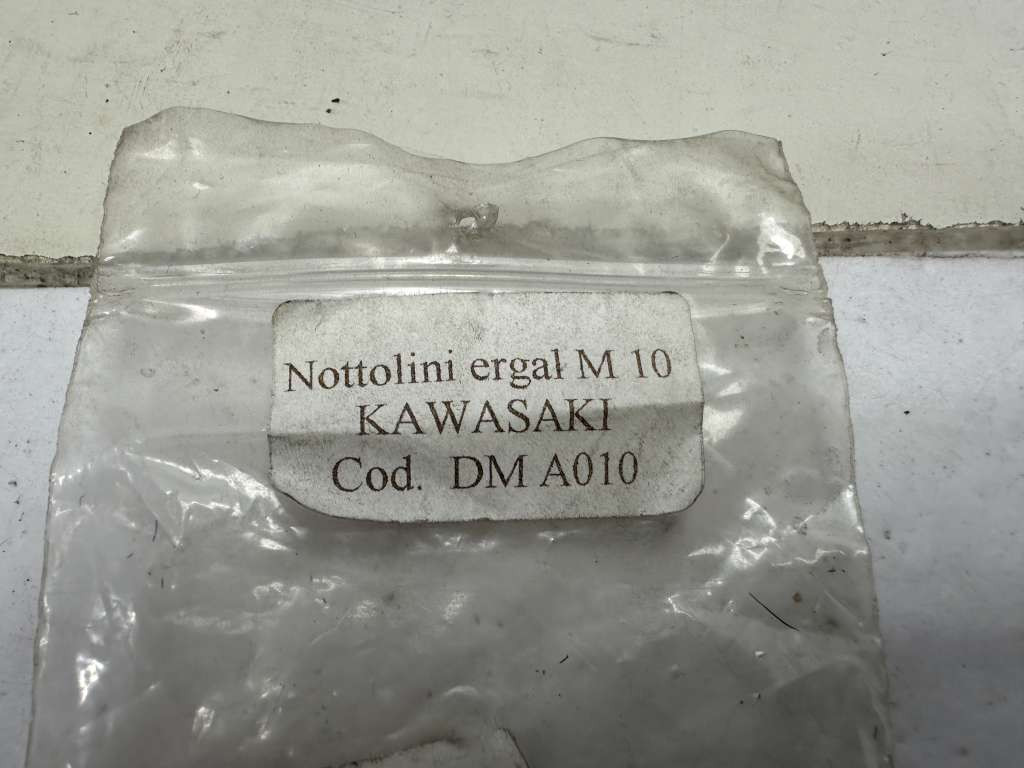 Nottolini ergal M 10
KAWASAKI
Cod. DM A010